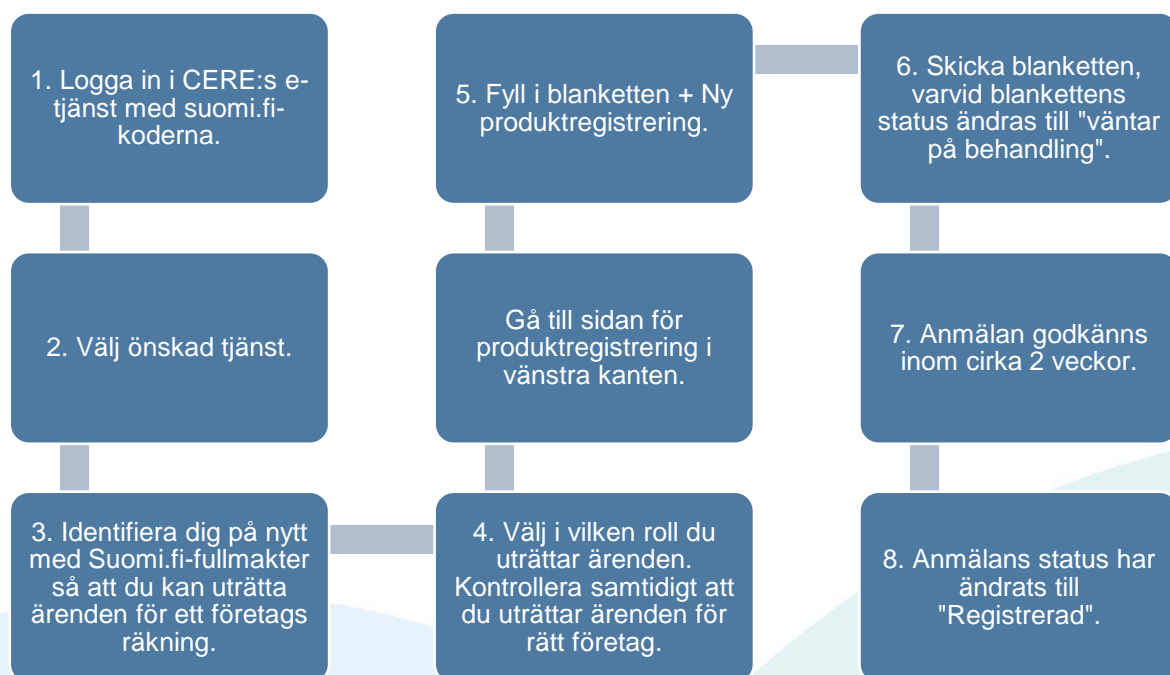 1. Logga in i CERE:s e-
tjänst med suomi.fi-
koderna.
2. Välj önskad tjänst.
3. Identifiera dig på nytt
med Suomi.fi-fullmakter
så att du kan uträtta
ärenden för ett företags
räkning.
4. Välj i vilken roll du
uträttar ärenden.
Kontrollera samtidigt att
du uträttar ärenden för
rätt företag.
Gå till sidan för
produktregistrering i
vänstra kanten.
5. Fyll i blanketten + Ny
produktregistrering.
6. Skicka blanketten,
varvid blankettens
status ändras till "väntar
på behandling".
7. Anmälan godkänns
inom cirka 2 veckor.
8. Anmälans status har
ändrats till
"Registrerad".